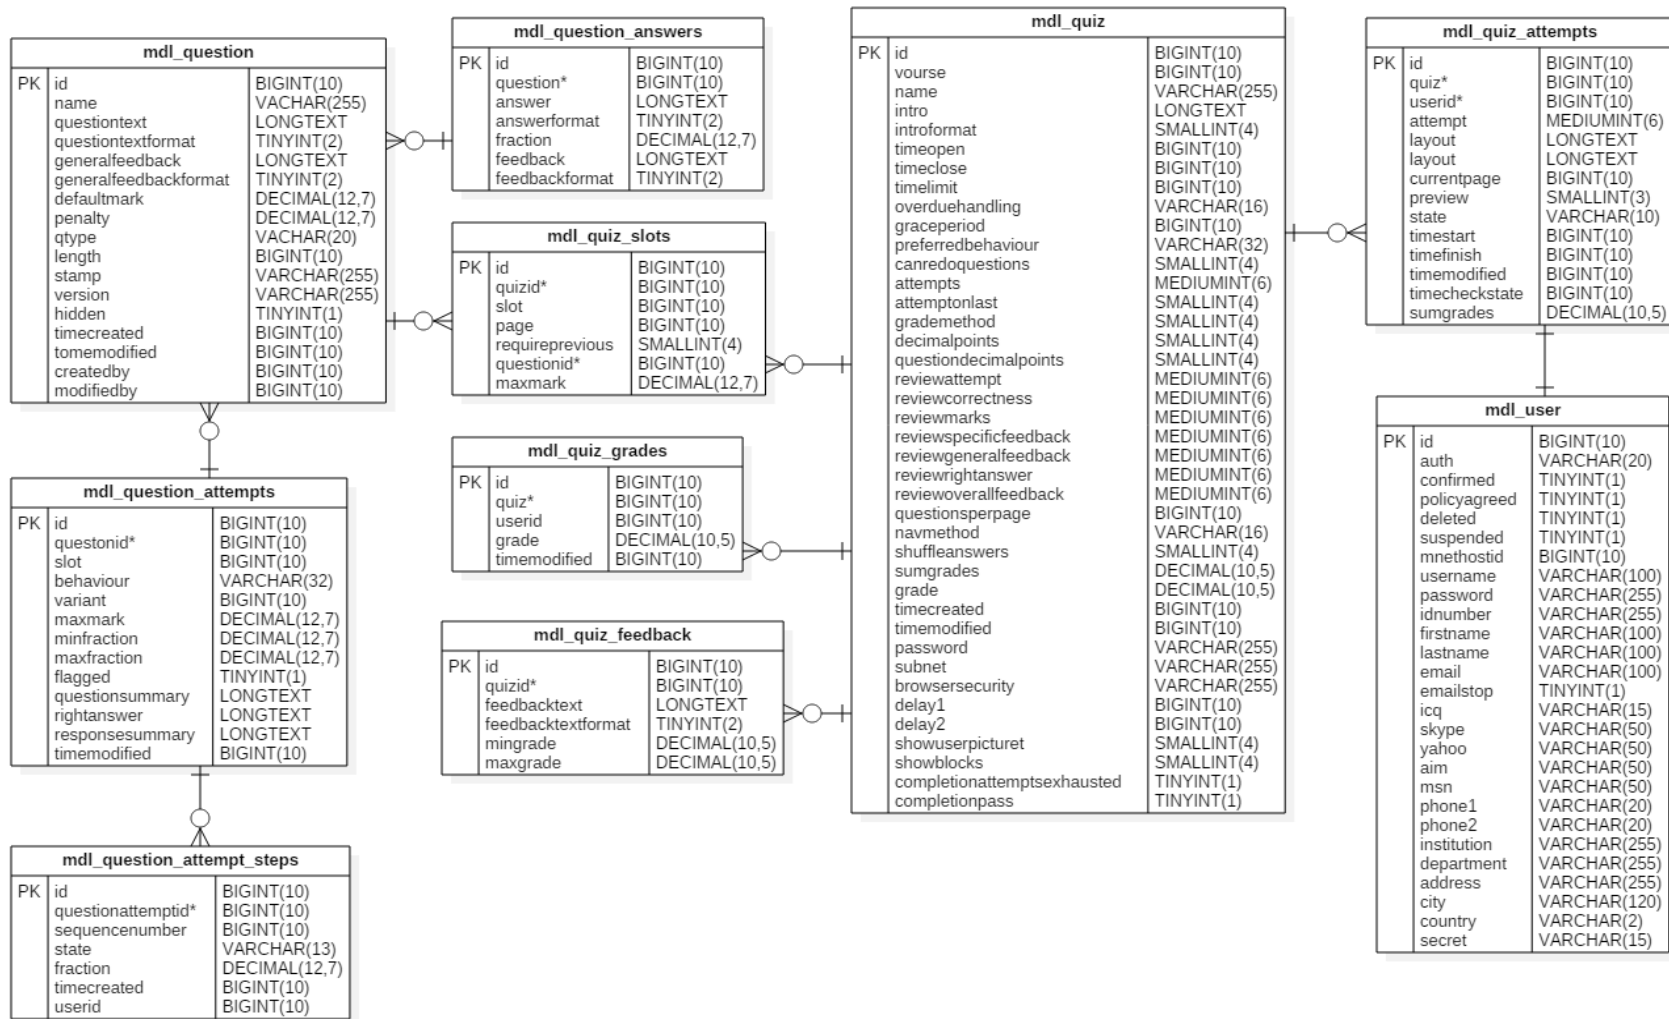 mdl_question
PK id BIGINT(10)
name VACHAR(255)
questiontext LONGTEXT
questiontextformat TINYINT(2)
generalfeedback LONGTEXT
generalfeedbackformat TINYINT(2)
defaultmark DECIMAL(12,7)
penalty DECIMAL(12,7)
qtype VACHAR(20)
length BIGINT(10)
stamp VARCHAR(255)
version VARCHAR(255)
hidden TINYINT(1)
timecreated BIGINT(10)
tomemodified BIGINT(10)
createdby BIGINT(10)
modifiedby BIGINT(10)
mdl_question_attempts
PK id BIGINT(10)
questonid* BIGINT(10)
slot BIGINT(10)
behaviour VARCHAR(32)
variant BIGINT(10)
maxmark DECIMAL(12,7)
minfraction DECIMAL(12,7)
maxfraction DECIMAL(12,7)
flagged TINYINT(1)
questionsummary LONGTEXT
rightanswer LONGTEXT
responsesummary LONGTEXT
timemodified BIGINT(10)
mdl_question_attempt_steps
PK id BIGINT(10)
questionattemptid* BIGINT(10)
sequencenumber BIGINT(10)
state VARCHAR(13)
fraction DECIMAL(12,7)
timecreated BIGINT(10)
userid BIGINT(10)
mdl_question_answers
PK id BIGINT(10)
question* BIGINT(10)
answer LONGTEXT
answerformat TINYINT(2)
fraction DECIMAL(12,7)
feedback LONGTEXT
feedbackformat TINYINT(2)
mdl_quiz_slots
PK id BIGINT(10)
quizid* BIGINT(10)
slot BIGINT(10)
page BIGINT(10)
requireprevious SMALLINT(4)
questionid* BIGINT(10)
maxmark DECIMAL(12,7)
mdl_quiz_grades
PK id BIGINT(10)
quiz* BIGINT(10)
userid BIGINT(10)
grade DECIMAL(10,5)
timemodified BIGINT(10)
mdl_quiz_feedback
PK id BIGINT(10)
quizid* BIGINT(10)
feedbacktext LONGTEXT
feedbacktextformat TINYINT(2)
mingrade DECIMAL(10,5)
maxgrade DECIMAL(10,5)
mdl_quiz
PK id BIGINT(10)
vourse BIGINT(10)
name VARCHAR(255)
intro LONGTEXT
introformat SMALLINT(4)
timeopen BIGINT(10)
timeclose BIGINT(10)
timelimit BIGINT(10)
overduehandling VARCHAR(16)
graceperiod BIGINT(10)
preferredbehaviour VARCHAR(32)
canredoquestions SMALLINT(4)
attempts MEDIUMINT(6)
attemptonlast SMALLINT(4)
grademethod SMALLINT(4)
decimalpoints SMALLINT(4)
questiondecimalpoints SMALLINT(4)
reviewattempt MEDIUMINT(6)
reviewcorrectness MEDIUMINT(6)
reviewmarks MEDIUMINT(6)
reviewspecificfeedback MEDIUMINT(6)
reviewgeneralfeedback MEDIUMINT(6)
reviewrightanswer MEDIUMINT(6)
reviewoverallfeedback MEDIUMINT(6)
questionsperpage BIGINT(10)
navmethod VARCHAR(16)
shuffleanswers SMALLINT(4)
sumgrades DECIMAL(10,5)
grade DECIMAL(10,5)
timecreated BIGINT(10)
timemodified BIGINT(10)
password VARCHAR(255)
subnet VARCHAR(255)
browsersecurity VARCHAR(255)
delay1 BIGINT(10)
delay2 BIGINT(10)
showuserpicturet SMALLINT(4)
showblocks SMALLINT(4)
completionattemptsexhausted TINYINT(1)
completionpass TINYINT(1)
mdl_quiz_attempts
PK id BIGINT(10)
quiz* BIGINT(10)
userid* BIGINT(10)
attempt MEDIUMINT(6)
layout LONGTEXT
layout LONGTEXT
currentpage BIGINT(10)
preview SMALLINT(3)
state VARCHAR(10)
timestart BIGINT(10)
timefinish BIGINT(10)
timemodified BIGINT(10)
timecheckstate BIGINT(10)
sumgrades DECIMAL(10,5)
mdl_user
PK id BIGINT(10)
auth VARCHAR(20)
confirmed TINYINT(1)
policyagreed TINYINT(1)
deleted TINYINT(1)
suspended TINYINT(1)
mnethostid BIGINT(10)
username VARCHAR(100)
password VARCHAR(255)
idnumber VARCHAR(255)
firstname VARCHAR(100)
lastname VARCHAR(100)
email VARCHAR(100)
emailstop TINYINT(1)
icq VARCHAR(15)
skype VARCHAR(50)
yahoo VARCHAR(50)
aim VARCHAR(50)
msn VARCHAR(50)
phone1 VARCHAR(20)
phone2 VARCHAR(20)
institution VARCHAR(255)
department VARCHAR(255)
address VARCHAR(255)
city VARCHAR(120)
country VARCHAR(2)
secret VARCHAR(15)